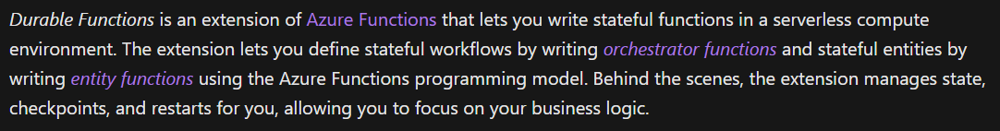 Durable Functions is an extension of Azure Functions that lets you write stateful functions in a serverless compute
environment. The extension lets you define stateful workflows by writing orchestrator functions and stateful entities by
writing entity functions using the Azure Functions programming model. Behind the scenes, the extension manages state,
checkpoints, and restarts for you, allowing you to focus on your business logic.